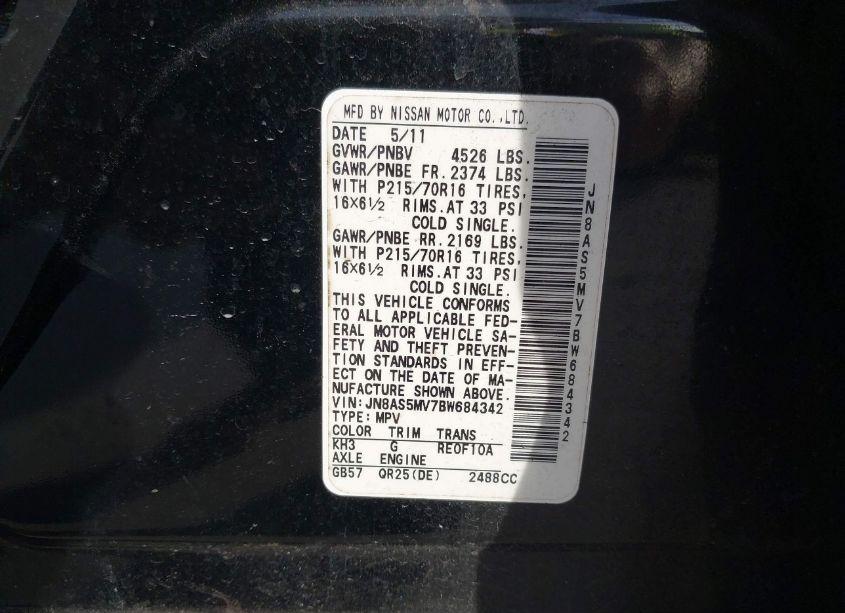 MFD BY NISSAN MOTOR CO.,LTD.
DATE 5/11
GVWR/PNBV 4526 LBS.
GAWR/PNBE FR. 2374 LBS.
WITH P215/70R16 TIRES,
16X6½ RIMS.AT 33 PSI
COLD SINGLE.
GAWR/PNBE RR. 2169 LBS.
WITH P215/70R16 TIRES,
16X6½ RIMS.AT 33 PSI
COLD SINGLE.
THIS VEHICLE CONFORMS
TO ALL APPLICABLE FED-
ERAL MOTOR VEHICLE SA-
FETY AND THEFT PREVEN-
TION STANDARDS IN EFF-
ECT ON THE DATE OF MA-
NUFACTURE SHOWN ABOVE.
VIN: JN8AS5MV7BW684342
TYPE: MPV
COLOR TRIM TRANS
KH3 G RE0F10A
AXLE ENGINE
GB57 QR25(DE) 2488CC
JN8AS5MV7BW684342